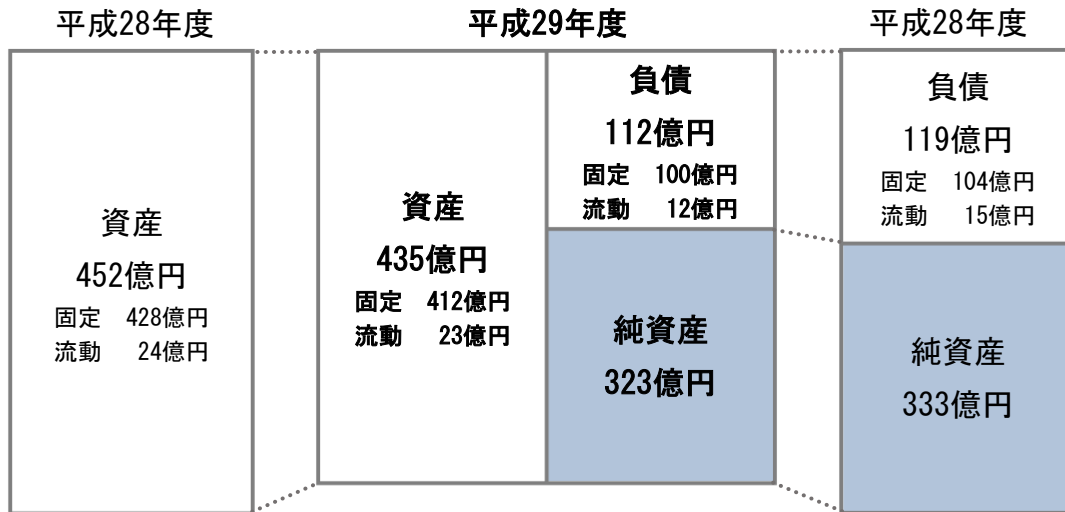 平成28年度
資産
452億円
固定 428億円
流動 24億円
平成29年度
資産
435億円
固定 412億円
流動 23億円
負債
112億円
固定 100億円
流動 12億円
純資産
323億円
平成28年度
負債
119億円
固定 104億円
流動 15億円
純資産
333億円